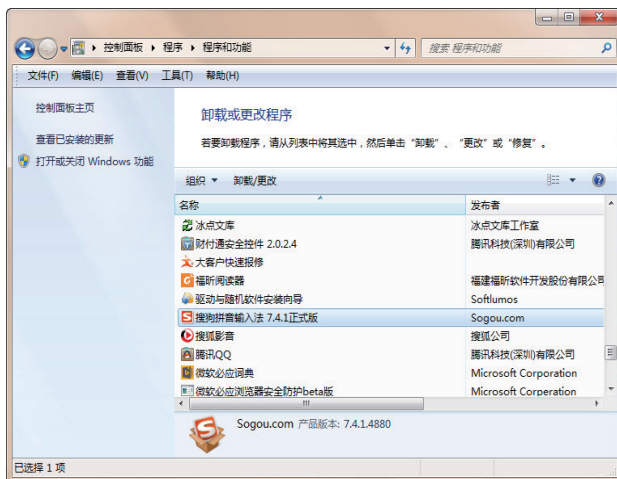 控制面板 ▸ 程序 ▸ 程序和功能
搜索 程序和功能
文件(F) 编辑(E) 查看(V) 工具(T) 帮助(H)
控制面板主页
查看已安装的更新
打开或关闭 Windows 功能
卸载或更改程序
若要卸载程序，请从列表中将其选中，然后单击“卸载”、“更改”或“修复”。
组织 ▼ 卸载/更改
名称 发布者
冰点文库 冰点文库工作室
财付通安全控件 2.0.2.4 腾讯科技(深圳)有限公司
大客户快速报修
福昕阅读器 福建福昕软件开发股份有限公司
驱动与随机软件安装向导 Softlumos
搜狗拼音输入法 7.4.1正式版 Sogou.com
搜狐影音 搜狐公司
腾讯QQ 腾讯科技(深圳)有限公司
微软必应词典 Microsoft Corporation
微软必应浏览器安全防护beta版 Microsoft Corperation
Sogou.com 产品版本: 7.4.1.4880
已选择 1 项